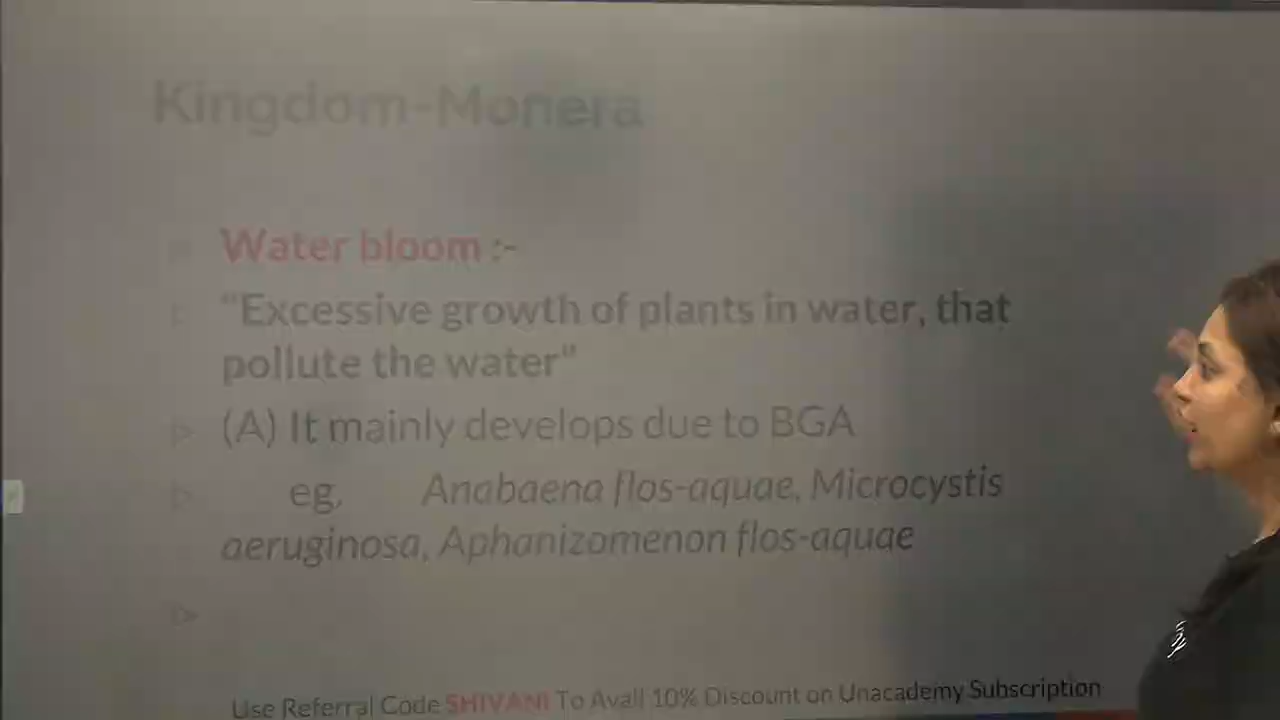 Kingdom-Monera
Water bloom :-
"Excessive growth of plants in water, that
pollute the water"
(A) It mainly develops due to BGA
eg, Anabaena flos-aquae, Microcystis
aeruginosa, Aphanizomenon flos-aquae
Use Referral Code SHIVANI To Avail 10% Discount on Unacademy Subscription